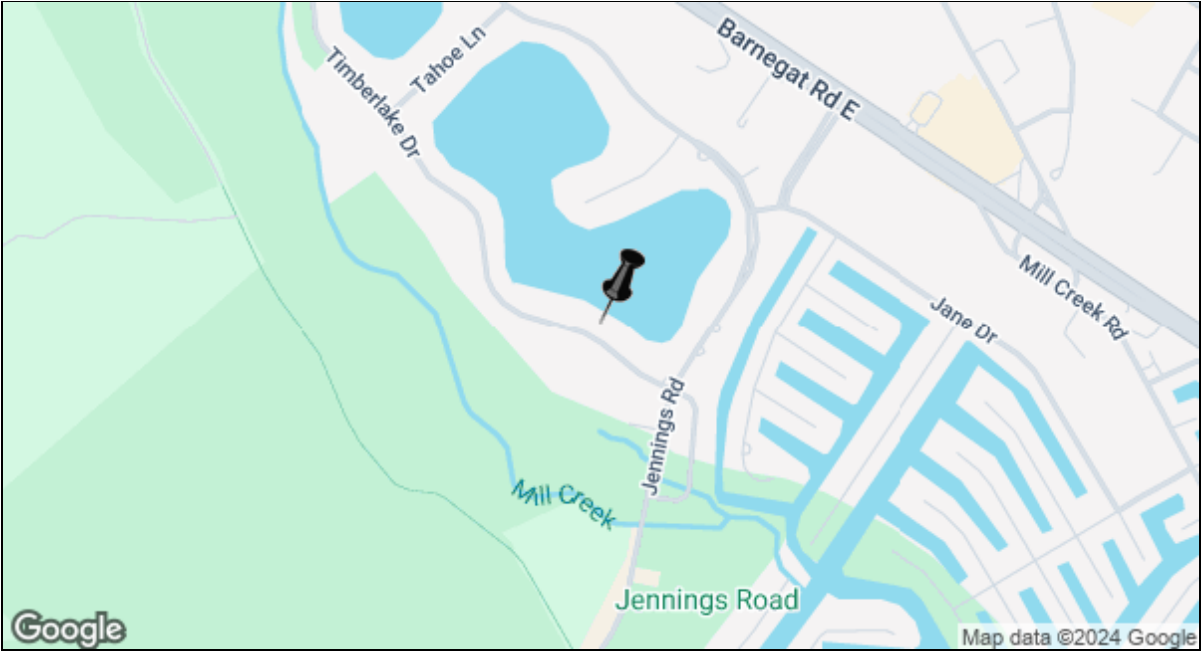 Barnegat Rd E
Tahoe Ln
Timberlake Dr
Mill Creek Rd
Jane Dr
Jennings Rd
Mill Creek
Jennings Road
Google
Map data ©2024 Google